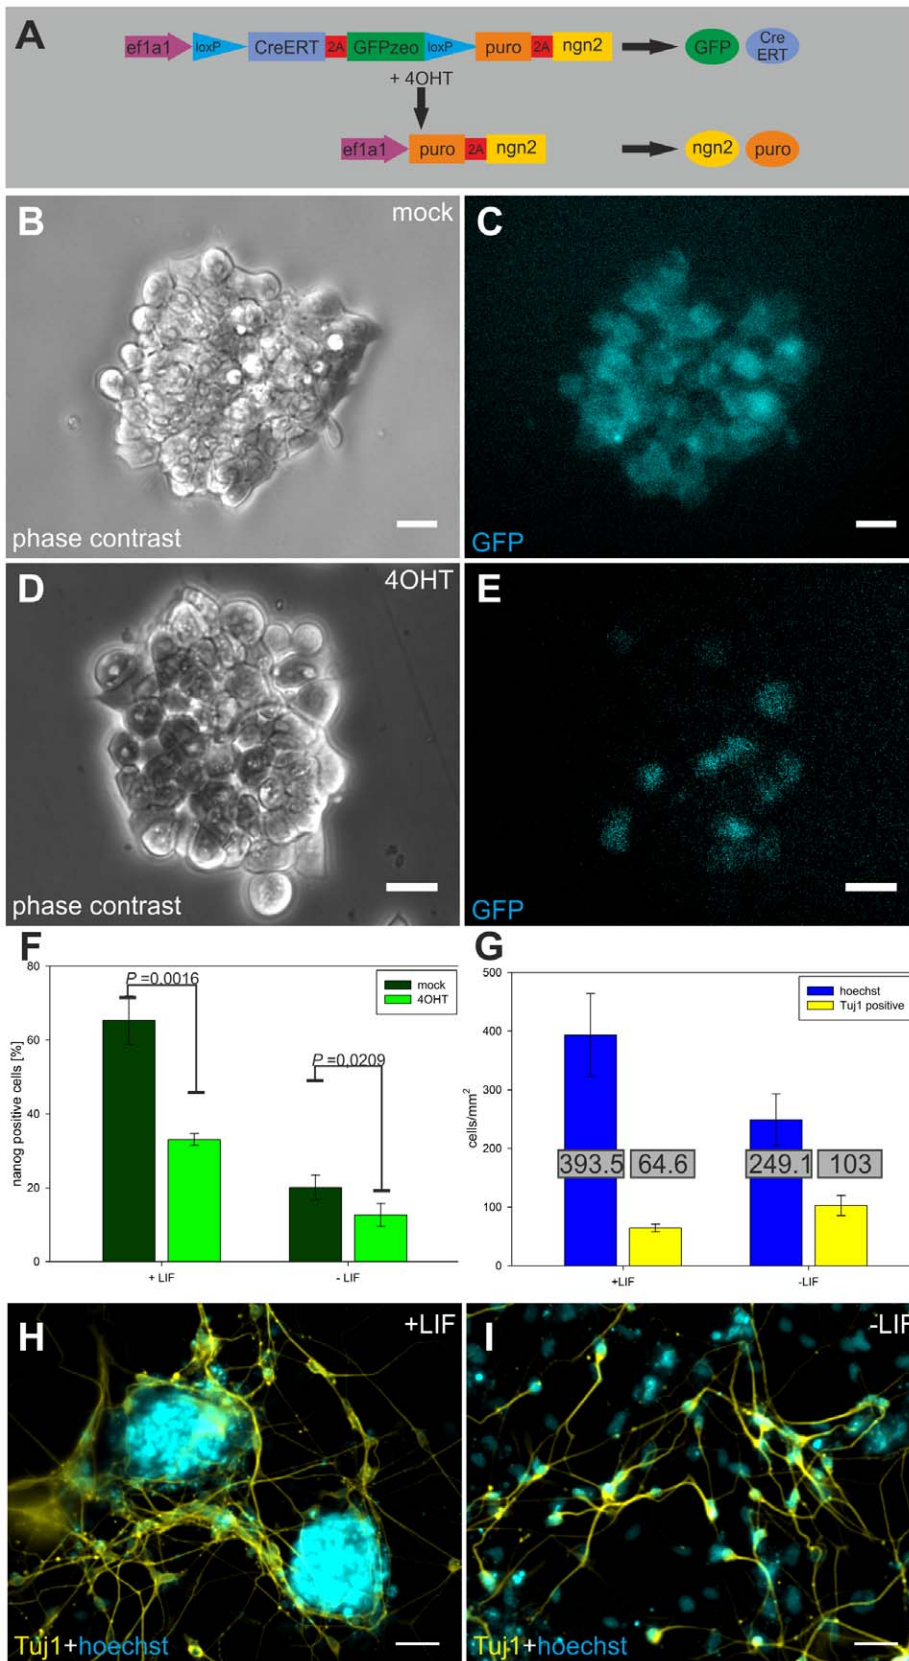 A
ef1a1 loxP CreERT 2A GFPzeo loxP puro 2A ngn2 GFP Cre ERT
+ 4OHT
ef1a1 puro 2A ngn2 ngn2 puro
B mock
phase contrast
C
GFP
D 4OHT
phase contrast
E
GFP
F
80
60
40
20
0
nanog positive cells [%]
P =0.0016
P =0,0209
mock
4OHT
+ LIF - LIF
G
500
400
300
200
100
0
cells/mm²
hoechst
Tuj1 positive
393.5 64.6 249.1 103
+LIF -LIF
H +LIF
Tuj1+hoechst
I -LIF
Tuj1+hoechst